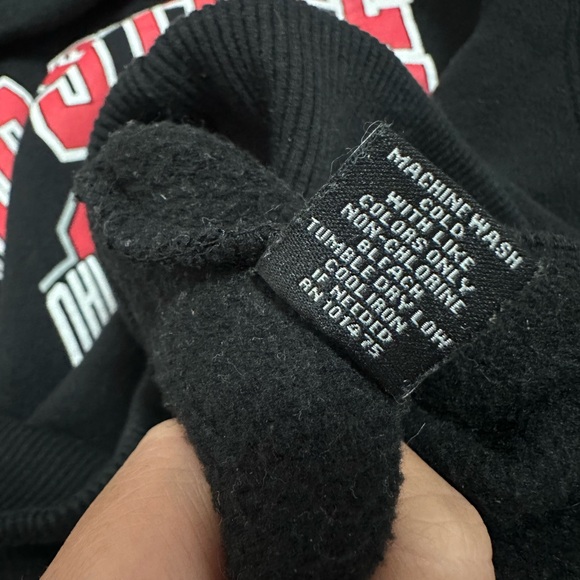 MACHINE WASH
COLD
WITH LIKE
COLORS ONLY
NON-CHLORINE
BLEACH
TUMBLE DRY LOW
COOL IRON
IF NEEDED
RN 101475